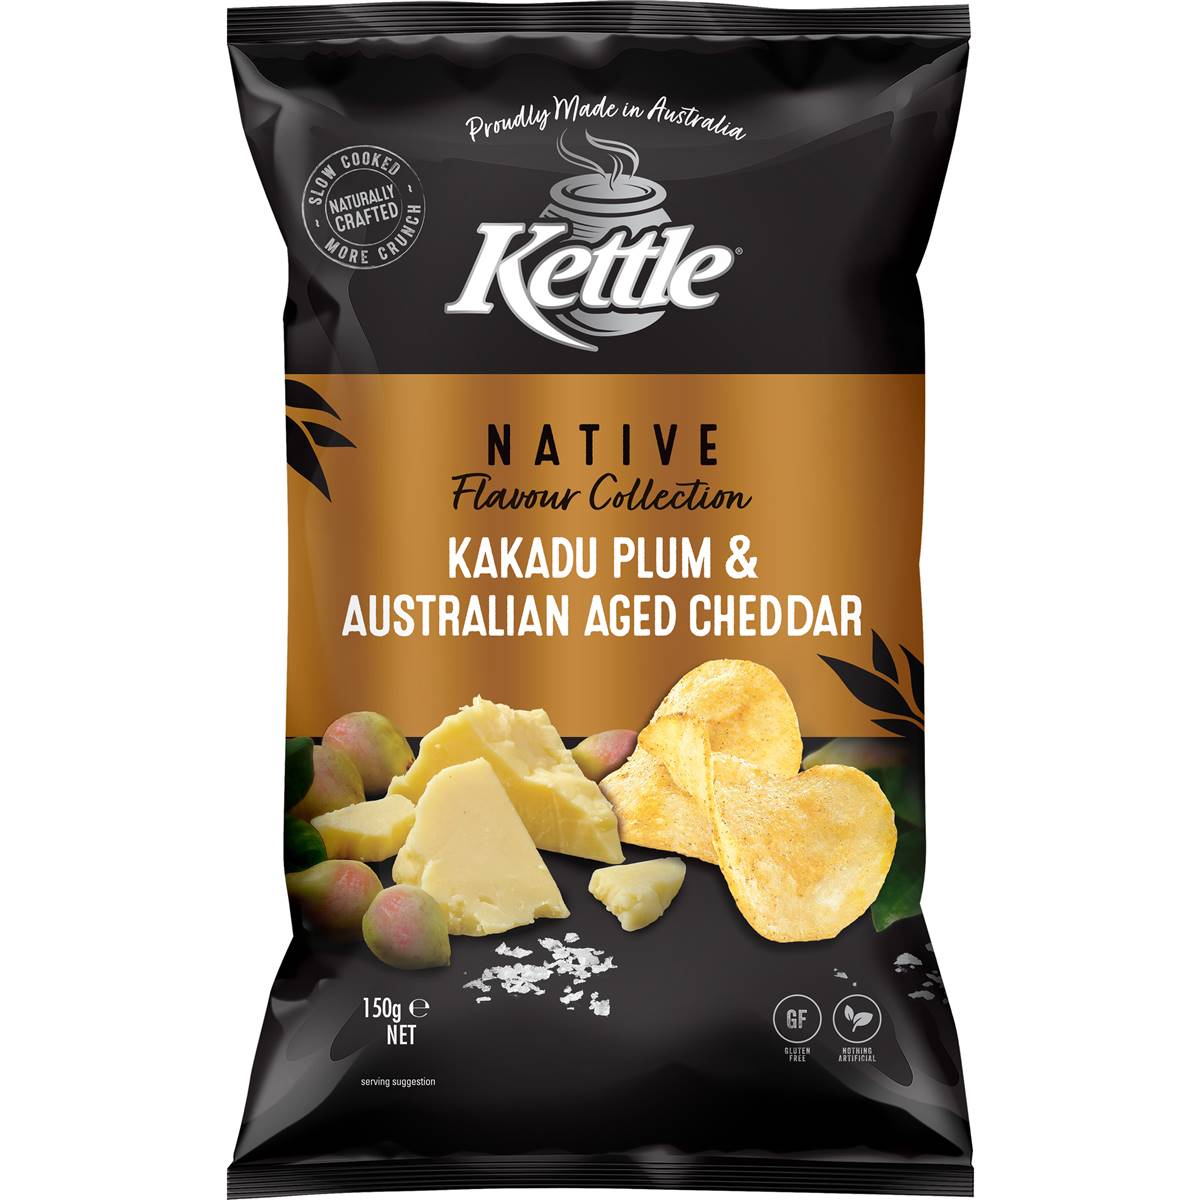 Proudly Made in Australia
SLOW COOKED
NATURALLY
CRAFTED
~ MORE CRUNCH ~
Kettle®
NATIVE
Flavour Collection
KAKADU PLUM &
AUSTRALIAN AGED CHEDDAR
150g ℮
NET
GF
GLUTEN
FREE
NOTHING
ARTIFICIAL
serving suggestion